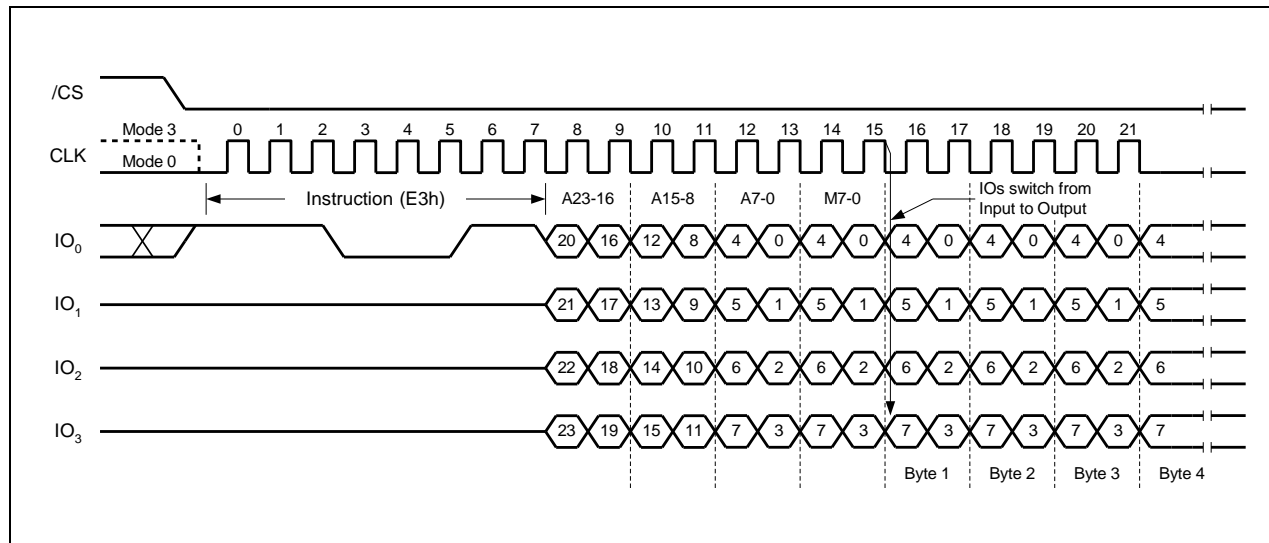 /CS
Mode 3 0 1 2 3 4 5 6 7 8 9 10 11 12 13 14 15 16 17 18 19 20 21
CLK Mode 0
Instruction (E3h) A23-16 A15-8 A7-0 M7-0 IOs switch from
Input to Output
IO0 20 16 12 8 4 0 4 0 4 0 4 0 4 0 4
IO1 21 17 13 9 5 1 5 1 5 1 5 1 5 1 5
IO2 22 18 14 10 6 2 6 2 6 2 6 2 6 2 6
IO3 23 19 15 11 7 3 7 3 7 3 7 3 7 3 7
Byte 1 Byte 2 Byte 3 Byte 4